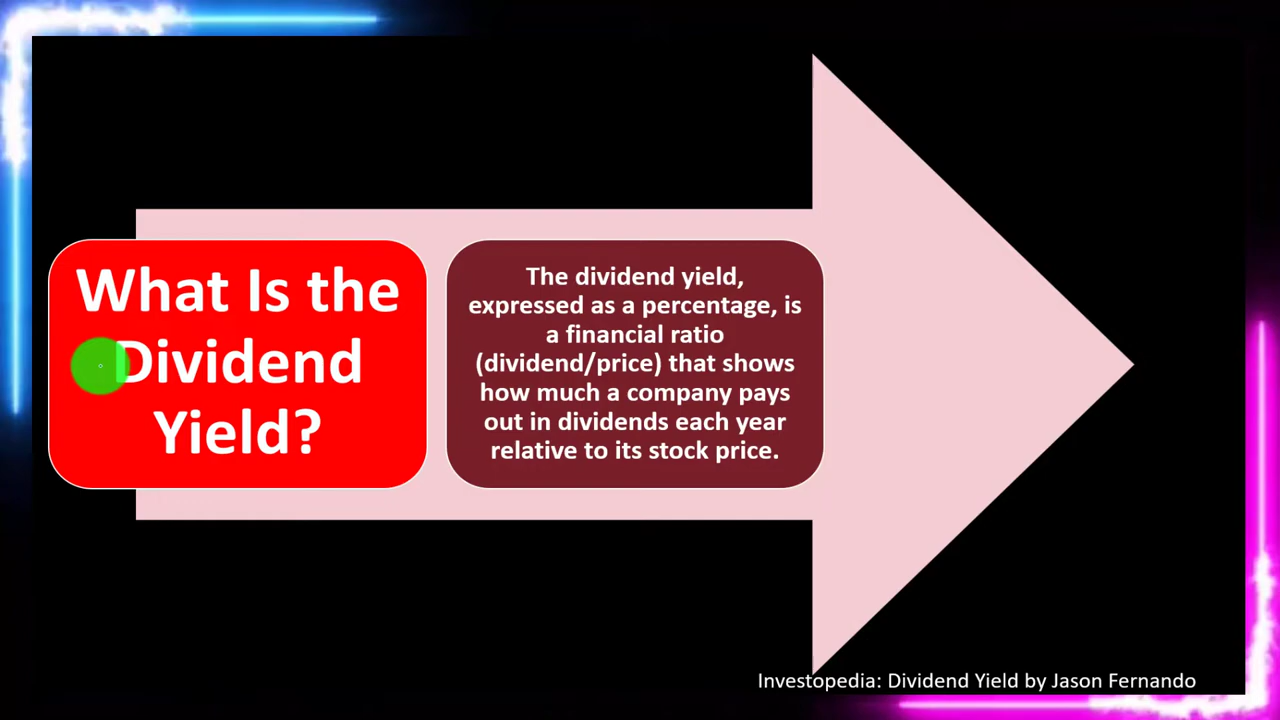 What Is the
Dividend
Yield?
The dividend yield,
expressed as a percentage, is
a financial ratio
(dividend/price) that shows
how much a company pays
out in dividends each year
relative to its stock price.
Investopedia: Dividend Yield by Jason Fernando